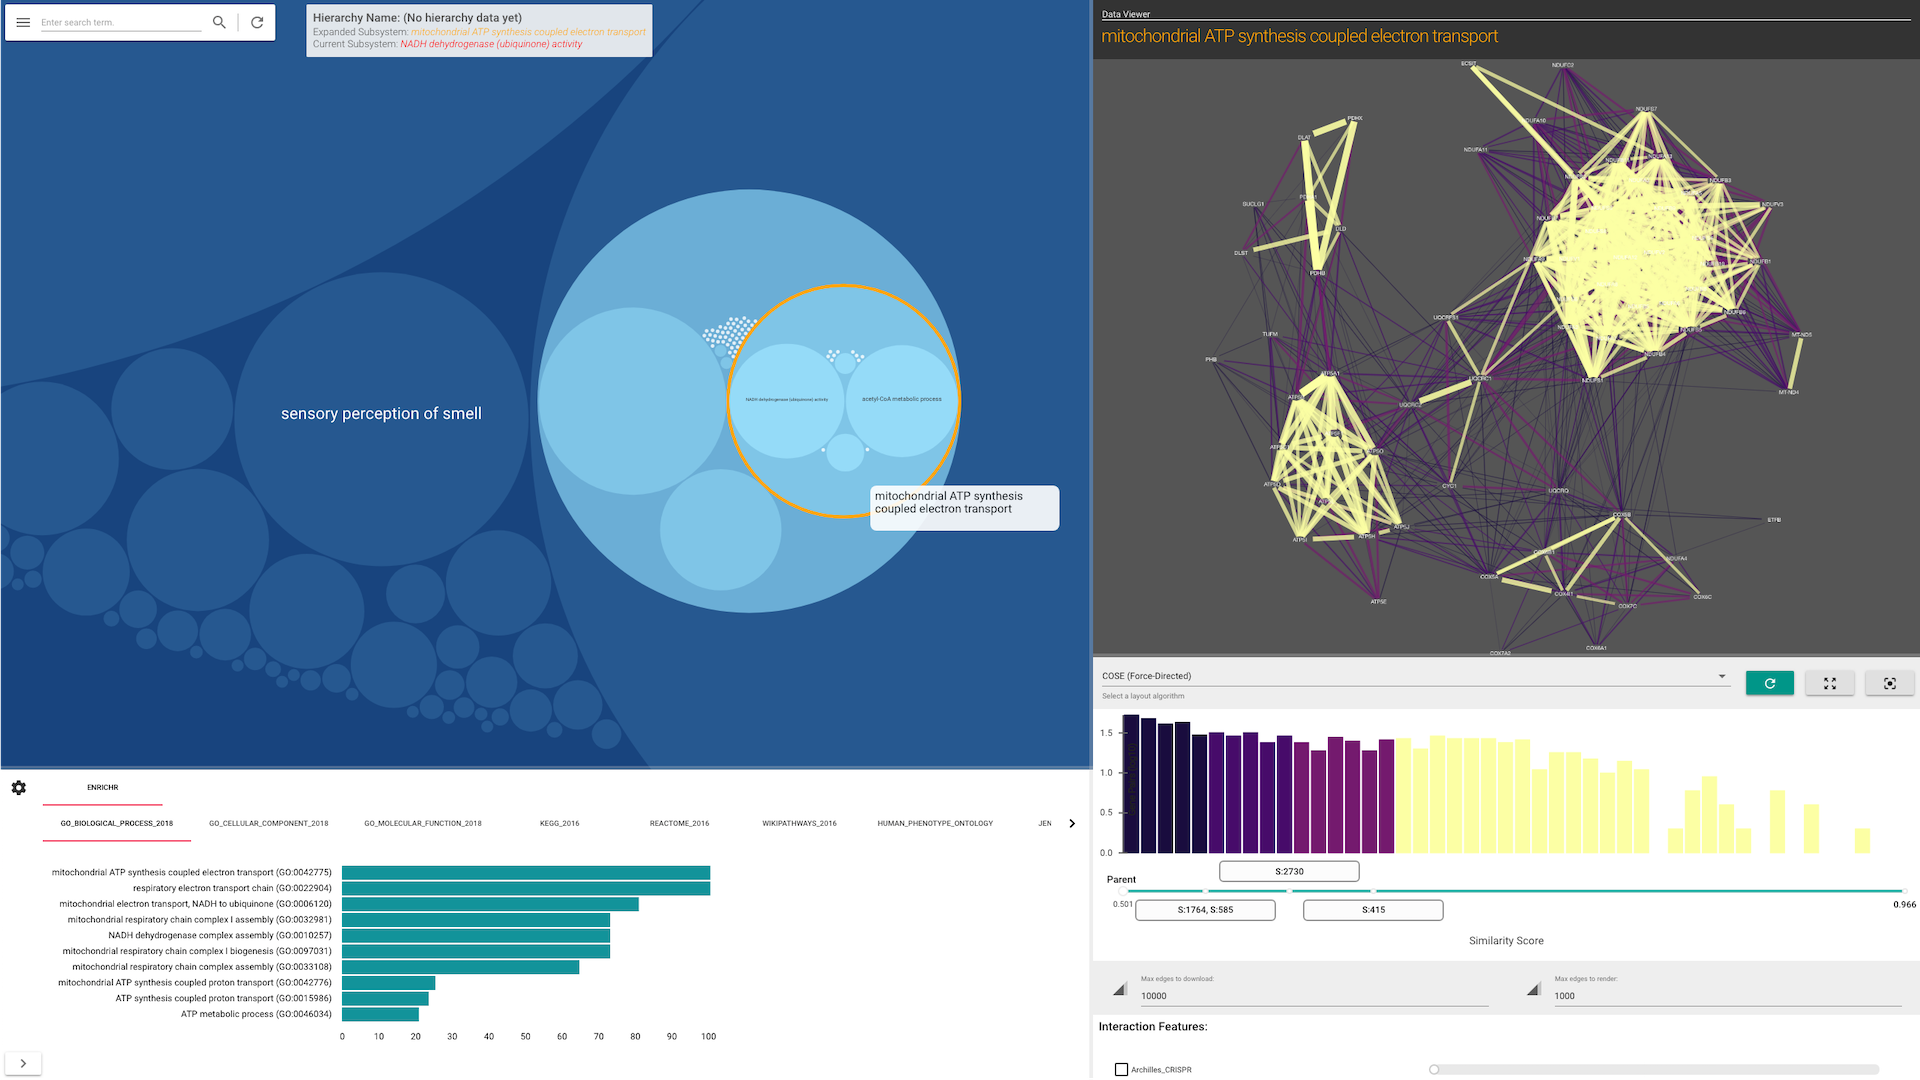 Enter search term.
Hierarchy Name: (No hierarchy data yet)
Expanded Subsystem: mitochondrial ATP synthesis coupled electron transport
Current Subsystem: NADH dehydrogenase (ubiquinone) activity
sensory perception of smell
NADH dehydrogenase (ubiquinone) activity
acetyl-CoA metabolic process
mitochondrial ATP synthesis
coupled electron transport
Data Viewer
mitochondrial ATP synthesis coupled electron transport
ECSIT
NDUFC2
NDUFS7
PDHX
DLAT
NDUFA11
NDUFB3
SUCLG1
NDUFV3
DLD
DLST
NDUFB1
PDHB
UQCRFS1
TUFM
MT-ND5
PHB
NDUFB4
ATP5A1
UQCRC1
NDUFS1
MT-ND4
UQCRC2
ATP5O
CYC1
UQCRQ
COX5B
ETFB
ATP5J
ATP5I
ATP5H
NDUFA4
COX5A
COX4I1
COX6C
ATP5E
COX7C
COX6A1
COX7A2
COSE (Force-Directed)
Select a layout algorithm
1.5
1.0
0.5
0.0
S:2730
Parent
0.501
0.966
S:1764, S:585
S:415
Similarity Score
Max edges to download:
10000
Max edges to render:
1000
Interaction Features:
Archilles_CRISPR
ENRICHR
GO_BIOLOGICAL_PROCESS_2018
GO_CELLULAR_COMPONENT_2018
GO_MOLECULAR_FUNCTION_2018
KEGG_2016
REACTOME_2016
WIKIPATHWAYS_2016
HUMAN_PHENOTYPE_ONTOLOGY
JEN
mitochondrial ATP synthesis coupled electron transport (GO:0042775)
respiratory electron transport chain (GO:0022904)
mitochondrial electron transport, NADH to ubiquinone (GO:0006120)
mitochondrial respiratory chain complex I assembly (GO:0032981)
NADH dehydrogenase complex assembly (GO:0010257)
mitochondrial respiratory chain complex I biogenesis (GO:0097031)
mitochondrial respiratory chain complex assembly (GO:0033108)
mitochondrial ATP synthesis coupled proton transport (GO:0042776)
ATP synthesis coupled proton transport (GO:0015986)
ATP metabolic process (GO:0046034)
0 10 20 30 40 50 60 70 80 90 100